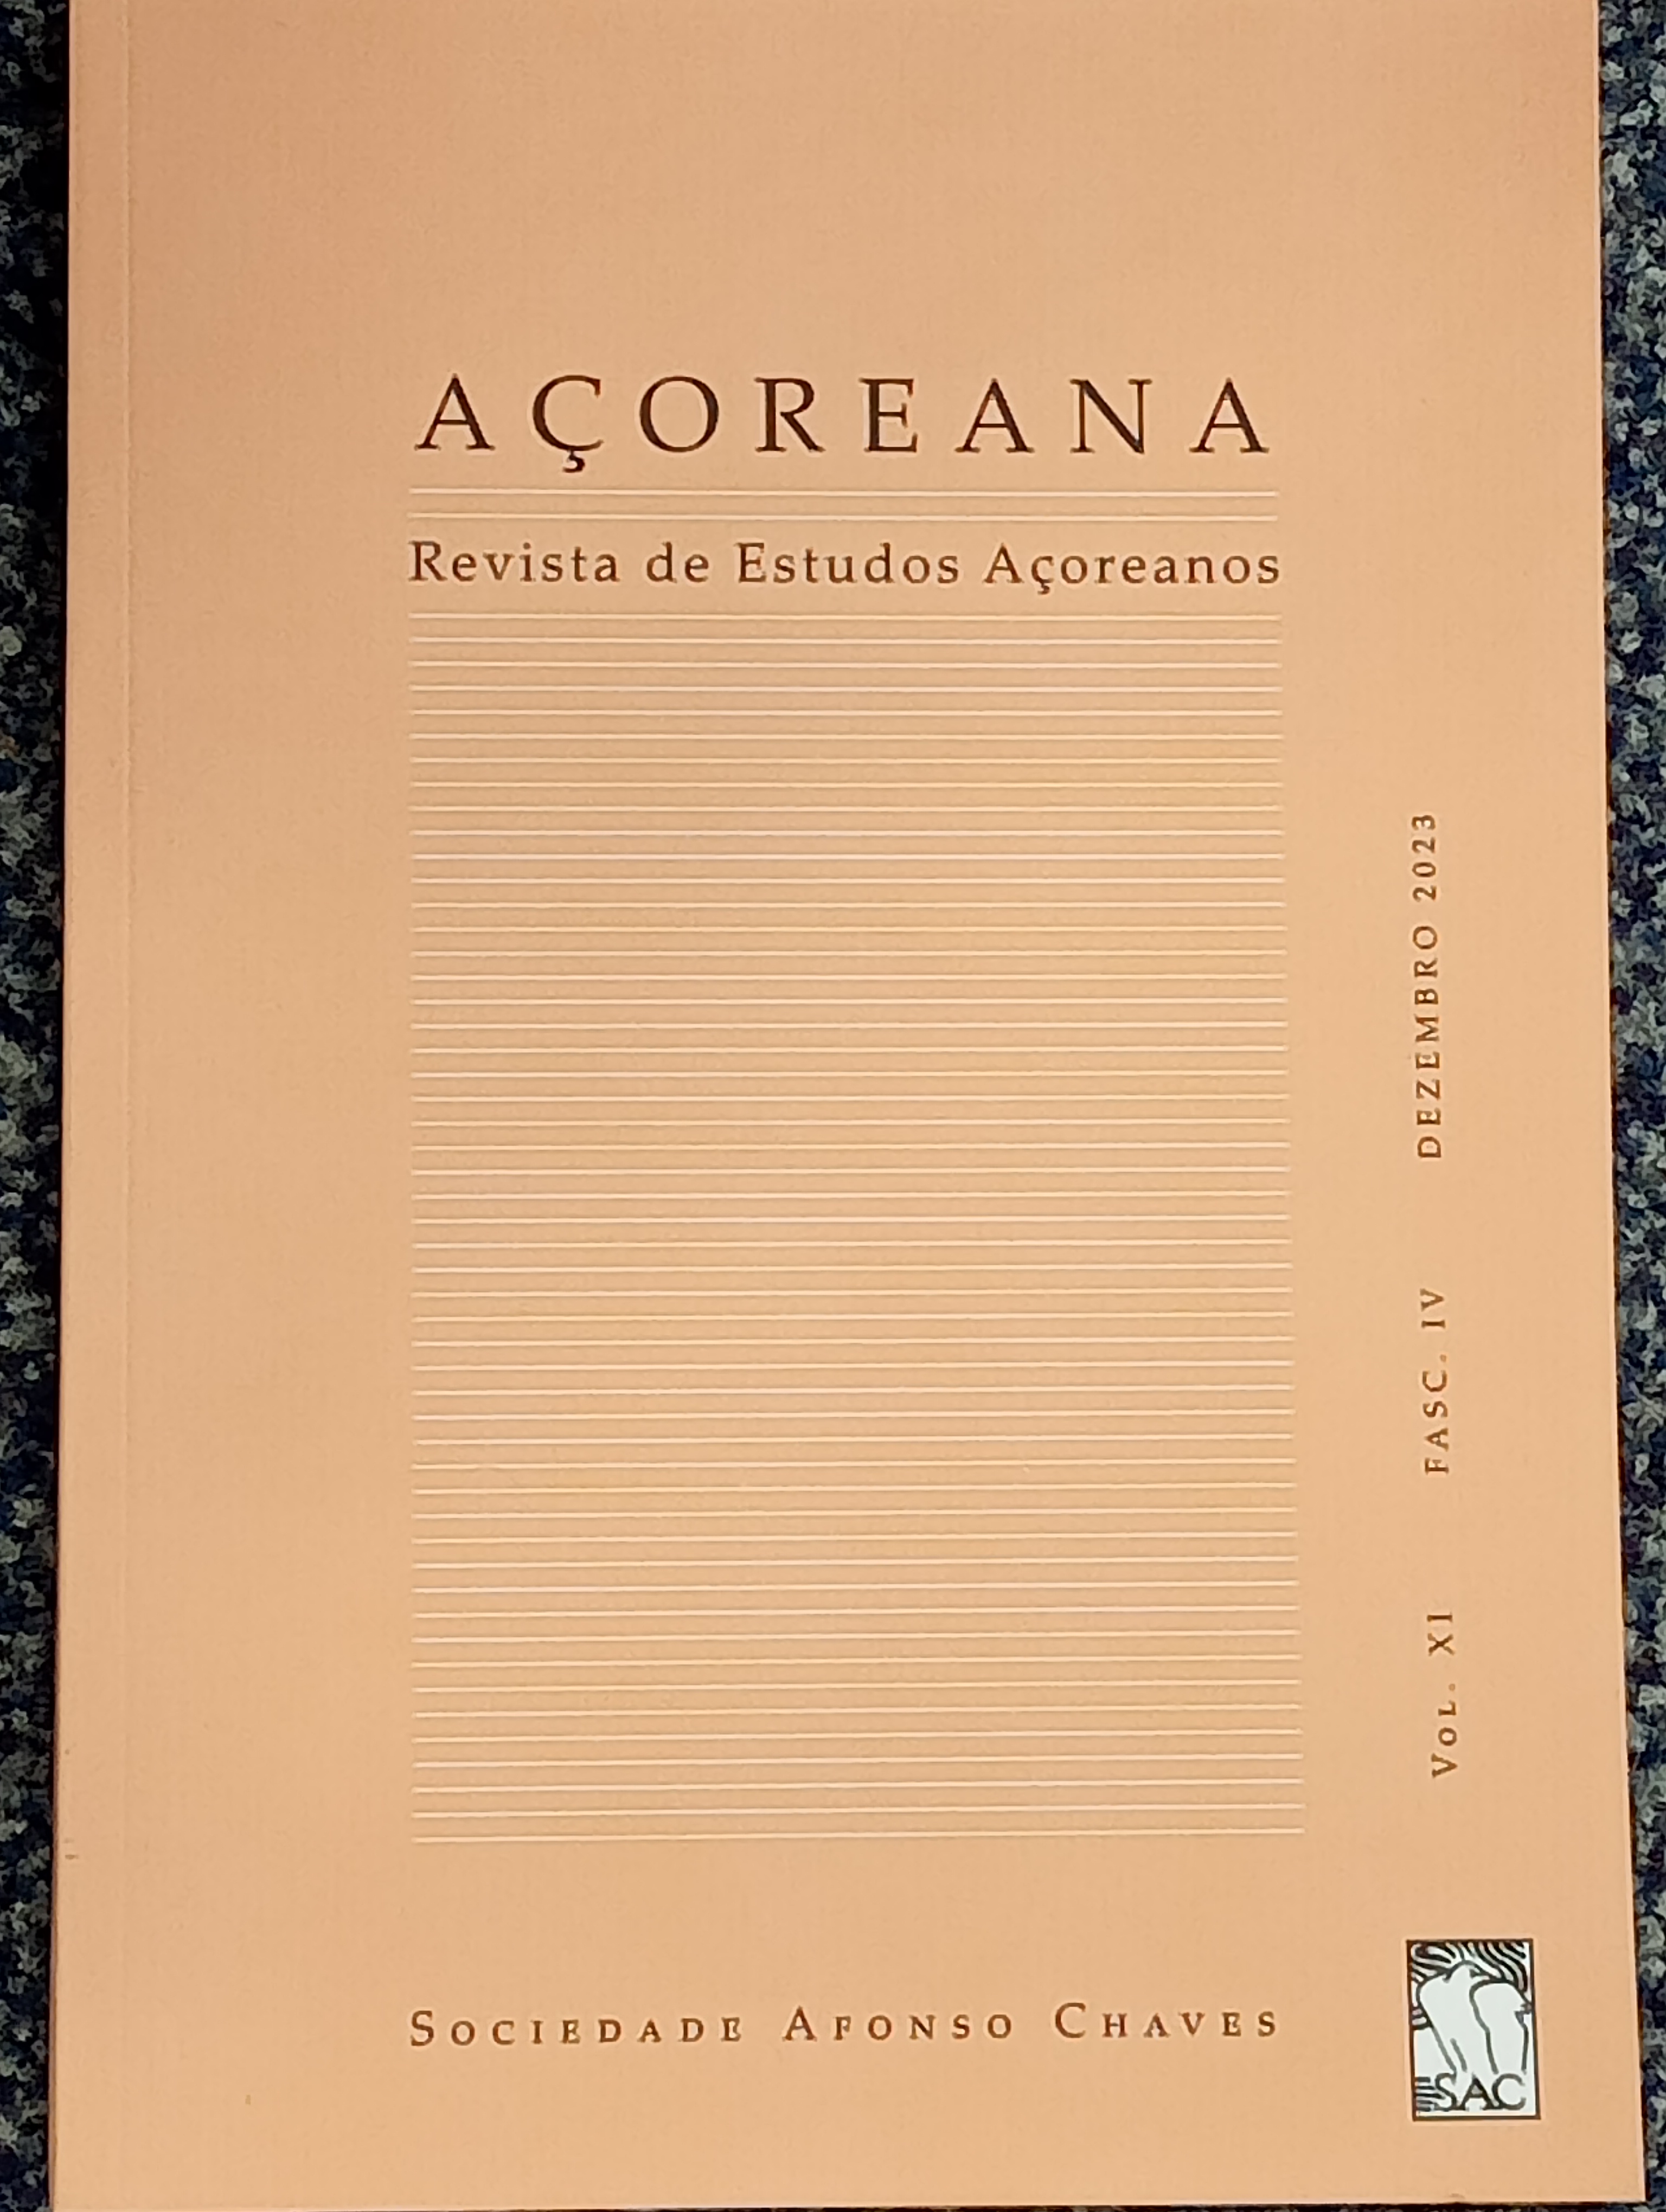 AÇOREANA
Revista de Estudos Açoreanos
VOL. XI FASC. IV DEZEMBRO 2023
SOCIEDADE AFONSO CHAVES
SAC